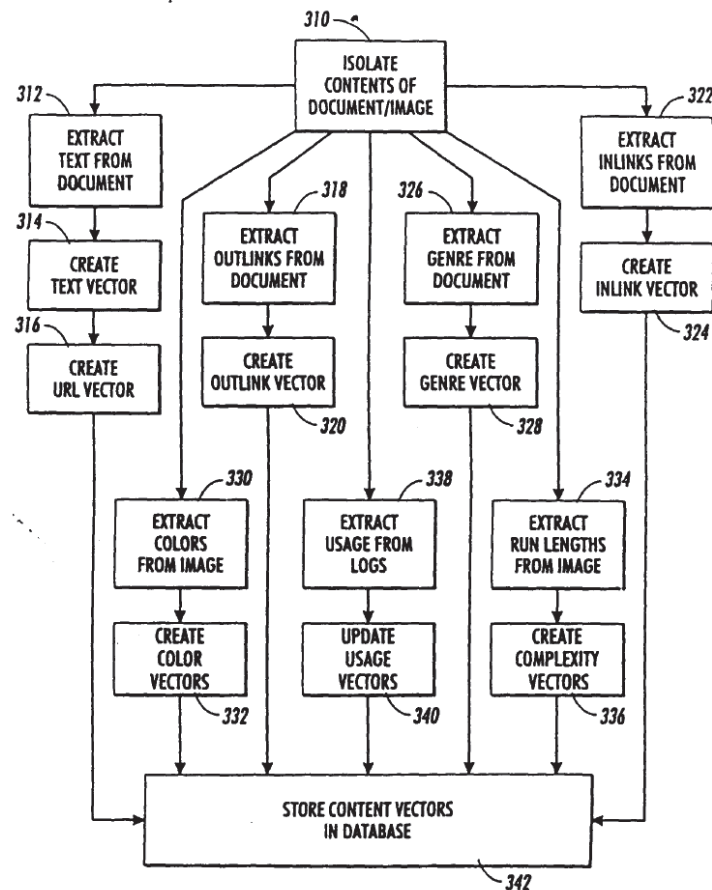 310
ISOLATE
CONTENTS OF
DOCUMENT/IMAGE
312
EXTRACT
TEXT FROM
DOCUMENT
322
EXTRACT
INLINKS FROM
DOCUMENT
314
CREATE
TEXT VECTOR
318
EXTRACT
OUTLINKS FROM
DOCUMENT
326
EXTRACT
GENRE FROM
DOCUMENT
CREATE
INLINK VECTOR
324
316
CREATE
URL VECTOR
CREATE
OUTLINK VECTOR
320
CREATE
GENRE VECTOR
328
330
EXTRACT
COLORS
FROM IMAGE
338
EXTRACT
USAGE FROM
LOGS
334
EXTRACT
RUN LENGTHS
FROM IMAGE
CREATE
COLOR
VECTORS
332
UPDATE
USAGE
VECTORS
340
CREATE
COMPLEXITY
VECTORS
336
STORE CONTENT VECTORS
IN DATABASE
342